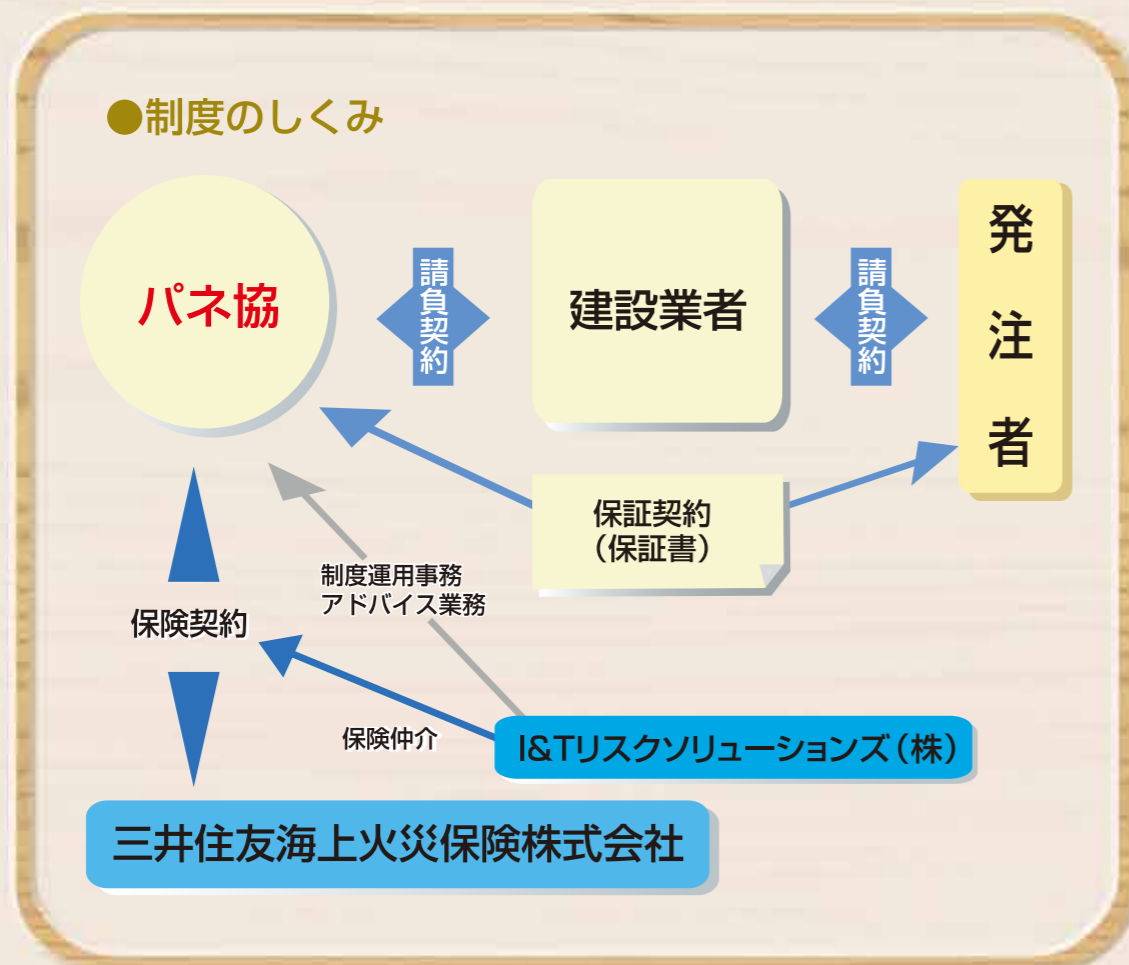 ●制度のしくみ
パネ協
請負契約
建設業者
請負契約
発注者
保証契約
（保証書）
制度運用事務
アドバイス業務
保険契約
保険仲介
I&Tリスクソリューションズ（株）
三井住友海上火災保険株式会社